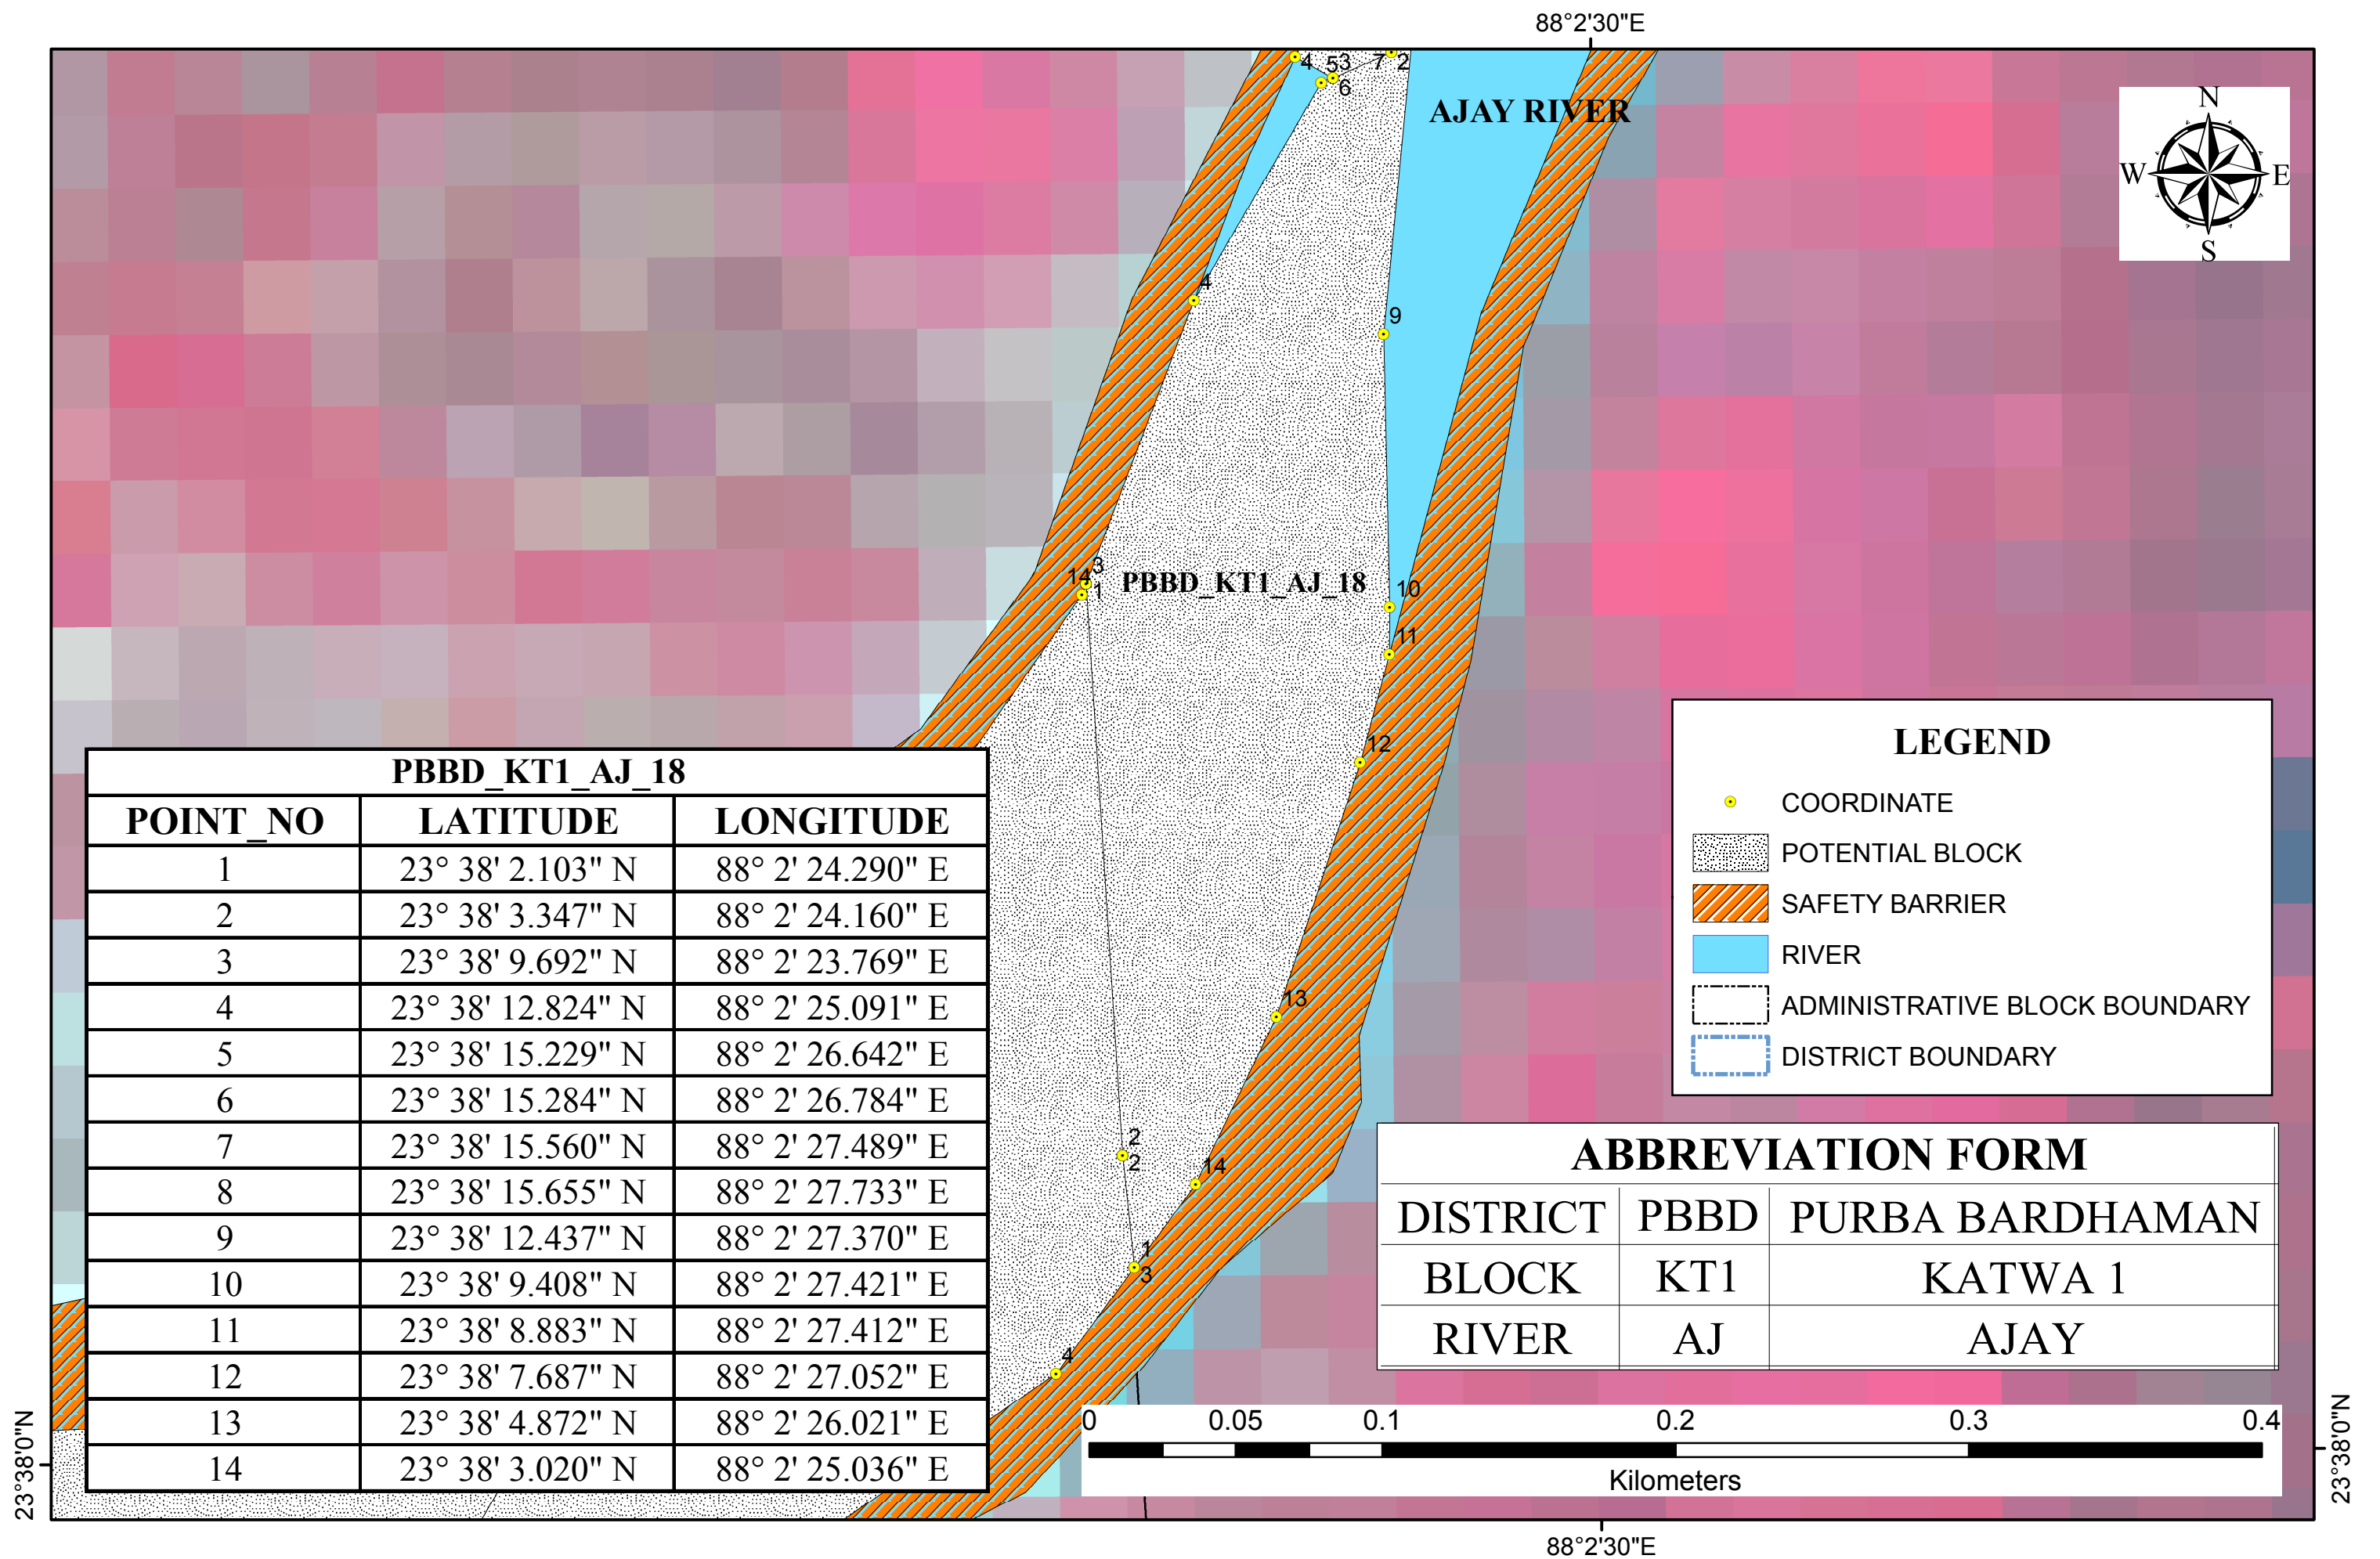 88°2'30"E
4 53 7 2
6
AJAY RIVER
N
W E
S
4
9
3
14
1
PBBD_KT1_AJ_18
10
11
12
13
2
2
14
1
3
4
PBBD_KT1_AJ_18
POINT_NO LATITUDE LONGITUDE
1 23° 38' 2.103" N 88° 2' 24.290" E
2 23° 38' 3.347" N 88° 2' 24.160" E
3 23° 38' 9.692" N 88° 2' 23.769" E
4 23° 38' 12.824" N 88° 2' 25.091" E
5 23° 38' 15.229" N 88° 2' 26.642" E
6 23° 38' 15.284" N 88° 2' 26.784" E
7 23° 38' 15.560" N 88° 2' 27.489" E
8 23° 38' 15.655" N 88° 2' 27.733" E
9 23° 38' 12.437" N 88° 2' 27.370" E
10 23° 38' 9.408" N 88° 2' 27.421" E
11 23° 38' 8.883" N 88° 2' 27.412" E
12 23° 38' 7.687" N 88° 2' 27.052" E
13 23° 38' 4.872" N 88° 2' 26.021" E
14 23° 38' 3.020" N 88° 2' 25.036" E
LEGEND
COORDINATE
POTENTIAL BLOCK
SAFETY BARRIER
RIVER
ADMINISTRATIVE BLOCK BOUNDARY
DISTRICT BOUNDARY
ABBREVIATION FORM
DISTRICT PBBD PURBA BARDHAMAN
BLOCK KT1 KATWA 1
RIVER AJ AJAY
0 0.05 0.1 0.2 0.3 0.4
Kilometers
23°38'0"N
23°38'0"N
88°2'30"E